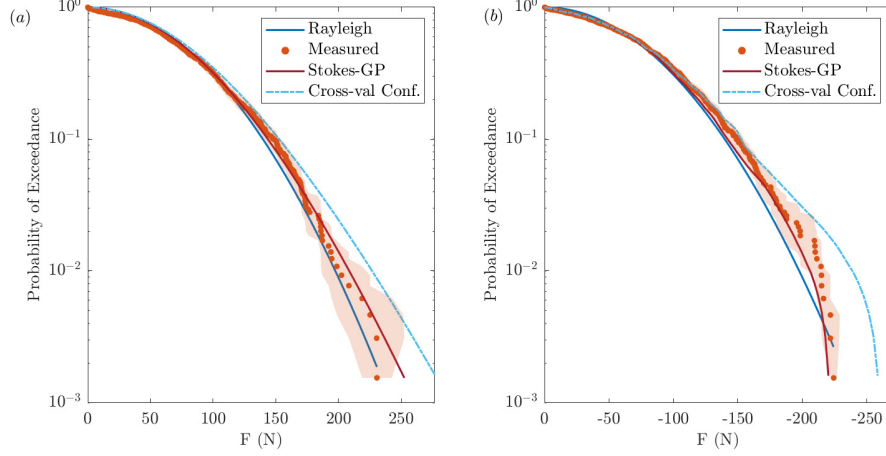 (a)
Probability of Exceedance
10^0
10^-1
10^-2
10^-3
0 50 100 150 200 250
F (N)
Rayleigh
Measured
Stokes-GP
Cross-val Conf.
(b)
Probability of Exceedance
10^0
10^-1
10^-2
10^-3
0 -50 -100 -150 -200 -250
F (N)
Rayleigh
Measured
Stokes-GP
Cross-val Conf.